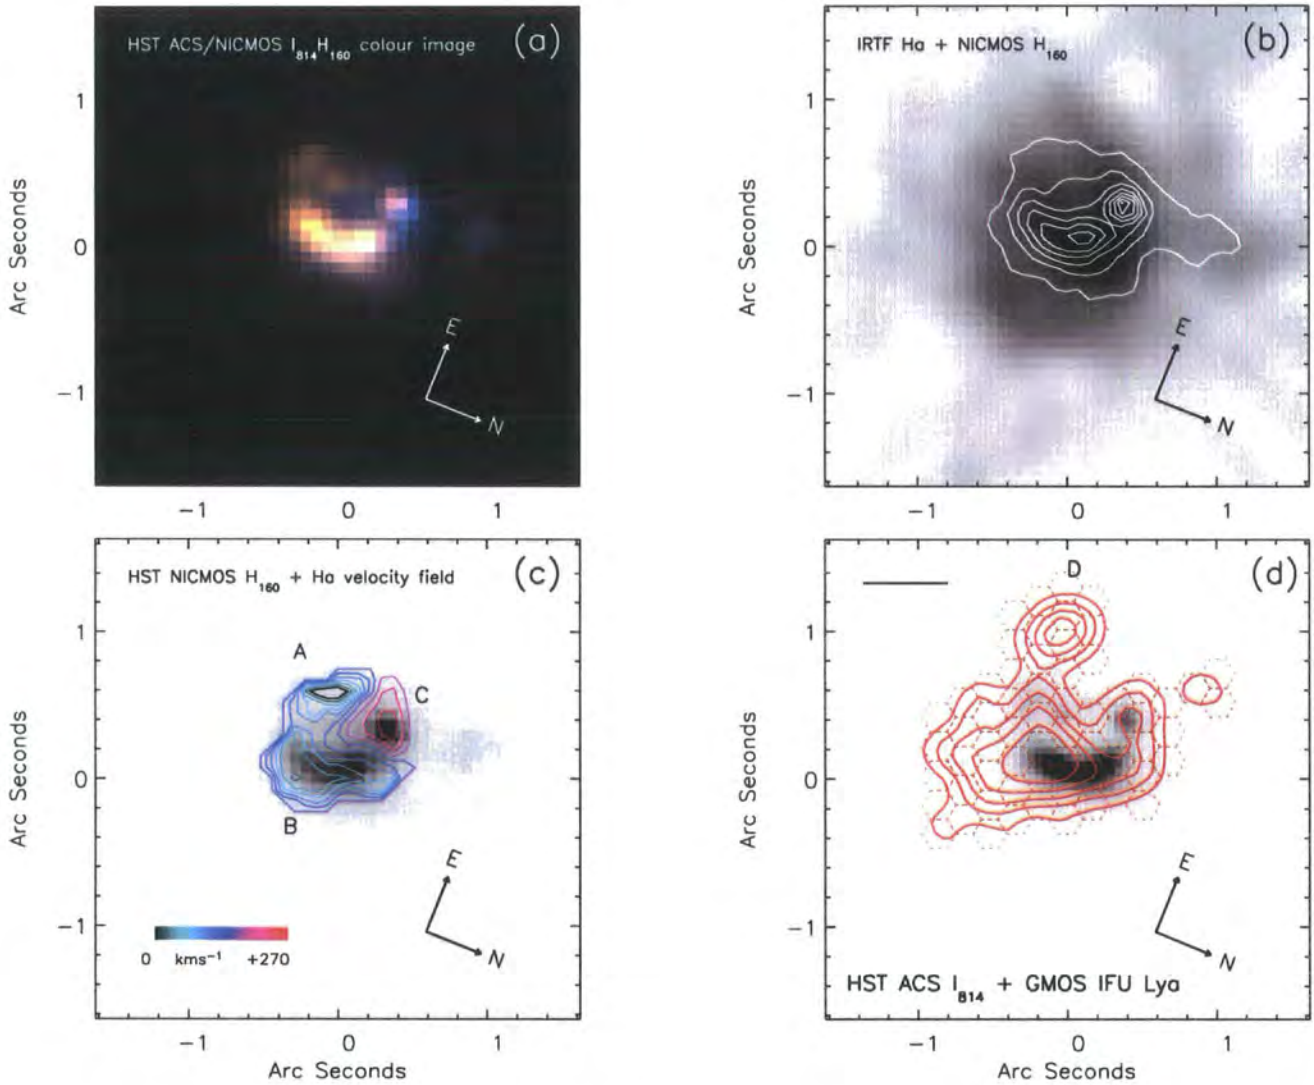 HST ACS/NICMOS I814H160 colour image (a)
IRTF Ha + NICMOS H160 (b)
Arc Seconds
1
0
-1
E
N
-1 0 1
Arc Seconds
1
0
-1
E
N
-1 0 1
HST NICMOS H160 + Ha velocity field (c)
A
B
C
Arc Seconds
1
0
-1
0 kms-1 +270
E
N
-1 0 1
Arc Seconds
D (d)
Arc Seconds
1
0
-1
E
N
HST ACS I814 + GMOS IFU Lya
-1 0 1
Arc Seconds